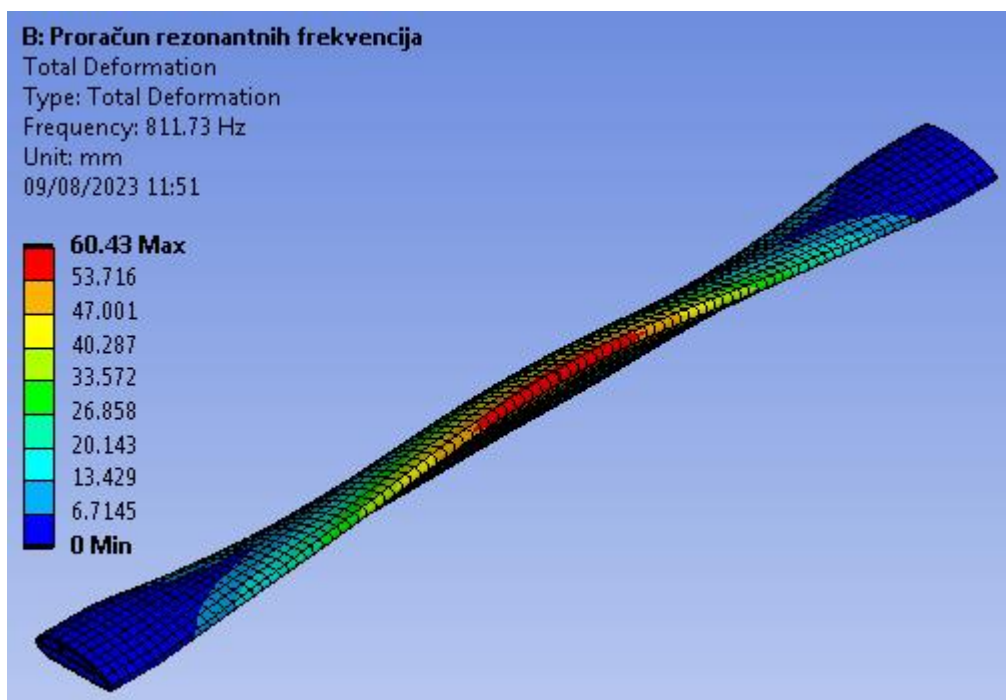 B: Proračun rezonantnih frekvencija
Total Deformation
Type: Total Deformation
Frequency: 811.73 Hz
Unit: mm
09/08/2023 11:51
60.43 Max
53.716
47.001
40.287
33.572
26.858
20.143
13.429
6.7145
0 Min